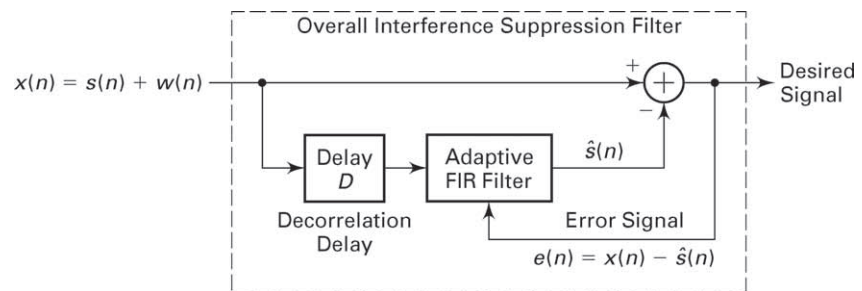 Overall Interference Suppression Filter
x(n) = s(n) + w(n)
+
+
−
Desired
Signal
Delay
D
Adaptive
FIR Filter
ŝ(n)
Decorrelation
Delay
Error Signal
e(n) = x(n) − ŝ(n)